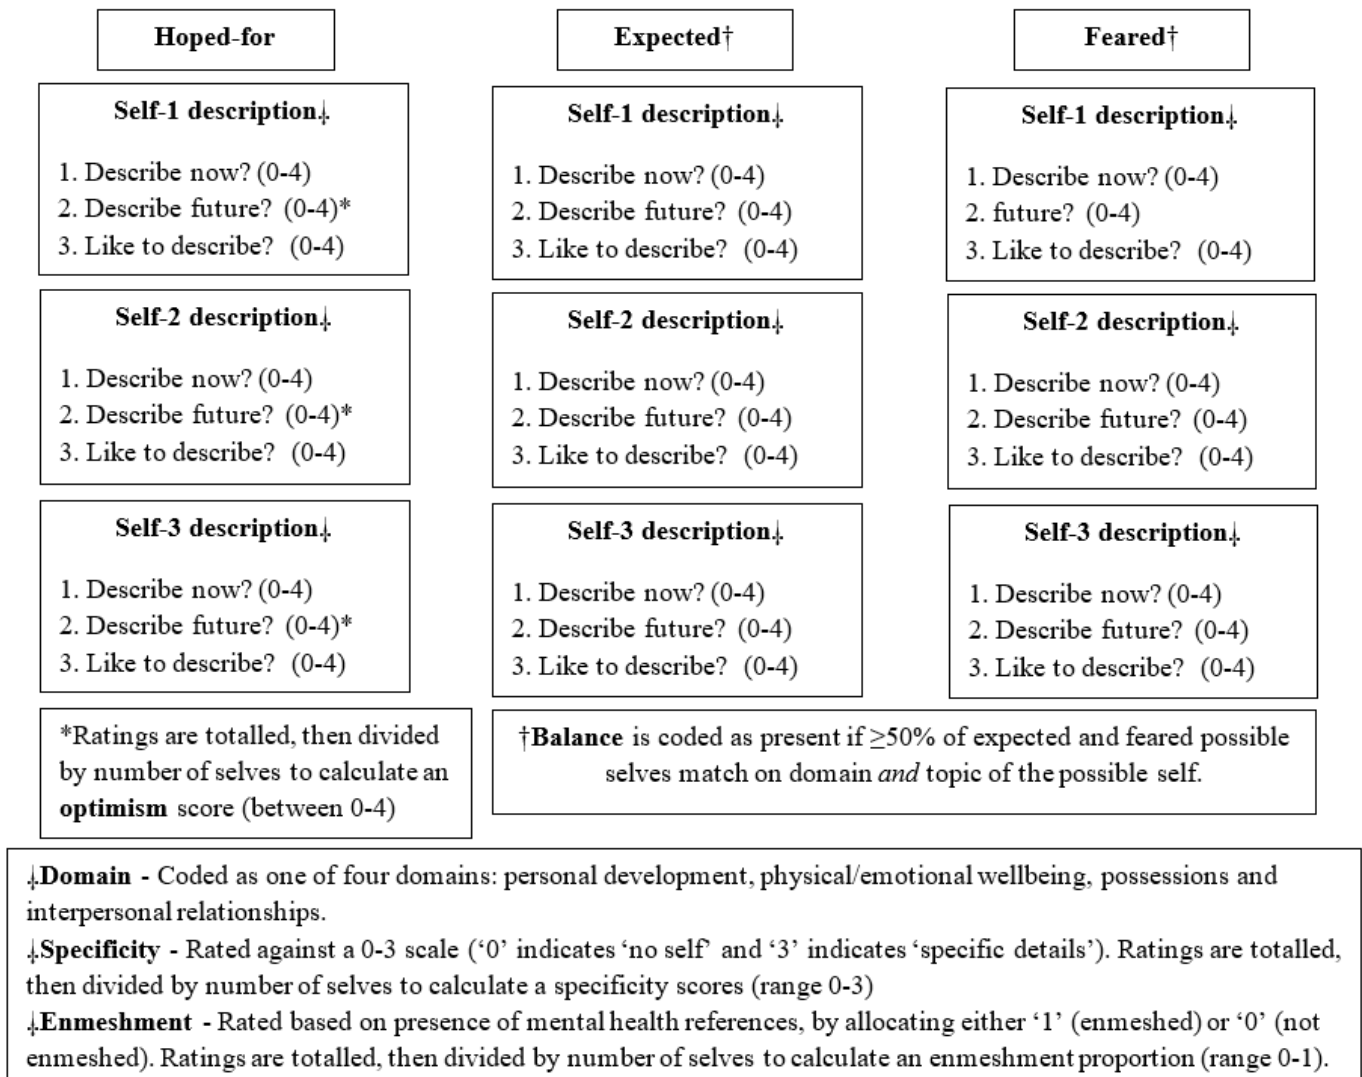 Hoped-for
Self-1 description⸸
1. Describe now? (0-4)
2. Describe future? (0-4)*
3. Like to describe? (0-4)
Self-2 description⸸
1. Describe now? (0-4)
2. Describe future? (0-4)*
3. Like to describe? (0-4)
Self-3 description⸸
1. Describe now? (0-4)
2. Describe future? (0-4)*
3. Like to describe? (0-4)
*Ratings are totalled, then divided
by number of selves to calculate an
optimism score (between 0-4)
Expected†
Self-1 description⸸
1. Describe now? (0-4)
2. Describe future? (0-4)
3. Like to describe? (0-4)
Self-2 description⸸
1. Describe now? (0-4)
2. Describe future? (0-4)
3. Like to describe? (0-4)
Self-3 description⸸
1. Describe now? (0-4)
2. Describe future? (0-4)
3. Like to describe? (0-4)
Feared†
Self-1 description⸸
1. Describe now? (0-4)
2. future? (0-4)
3. Like to describe? (0-4)
Self-2 description⸸
1. Describe now? (0-4)
2. Describe future? (0-4)
3. Like to describe? (0-4)
Self-3 description⸸
1. Describe now? (0-4)
2. Describe future? (0-4)
3. Like to describe? (0-4)
†Balance is coded as present if ≥50% of expected and feared possible
selves match on domain and topic of the possible self.
⸸Domain - Coded as one of four domains: personal development, physical/emotional wellbeing, possessions and
interpersonal relationships.
⸸Specificity - Rated against a 0-3 scale (‘0’ indicates ‘no self’ and ‘3’ indicates ‘specific details’). Ratings are totalled,
then divided by number of selves to calculate a specificity scores (range 0-3)
⸸Enmeshment - Rated based on presence of mental health references, by allocating either ‘1’ (enmeshed) or ‘0’ (not
enmeshed). Ratings are totalled, then divided by number of selves to calculate an enmeshment proportion (range 0-1).